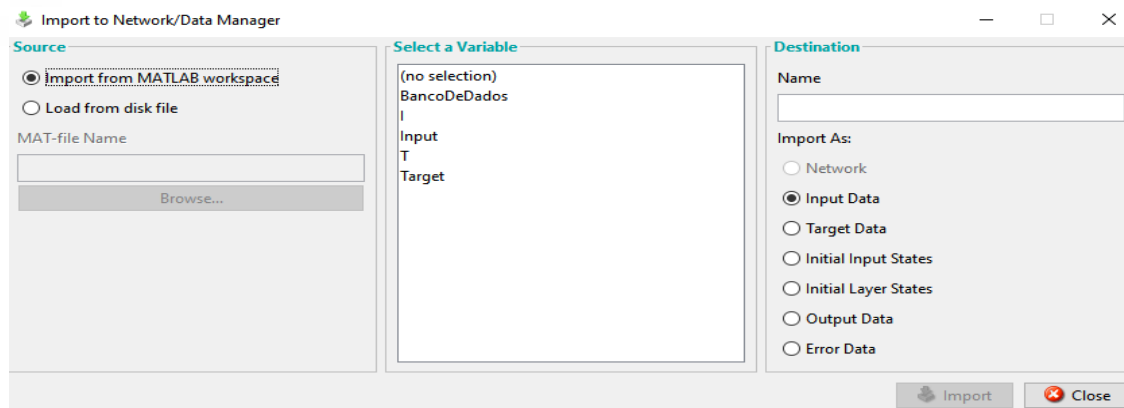 Import to Network/Data Manager
Source
Import from MATLAB workspace
Load from disk file
MAT-file Name
Browse...
Select a Variable
(no selection)
BancoDeDados
I
Input
T
Target
Destination
Name
Import As:
Network
Input Data
Target Data
Initial Input States
Initial Layer States
Output Data
Error Data
Import
Close